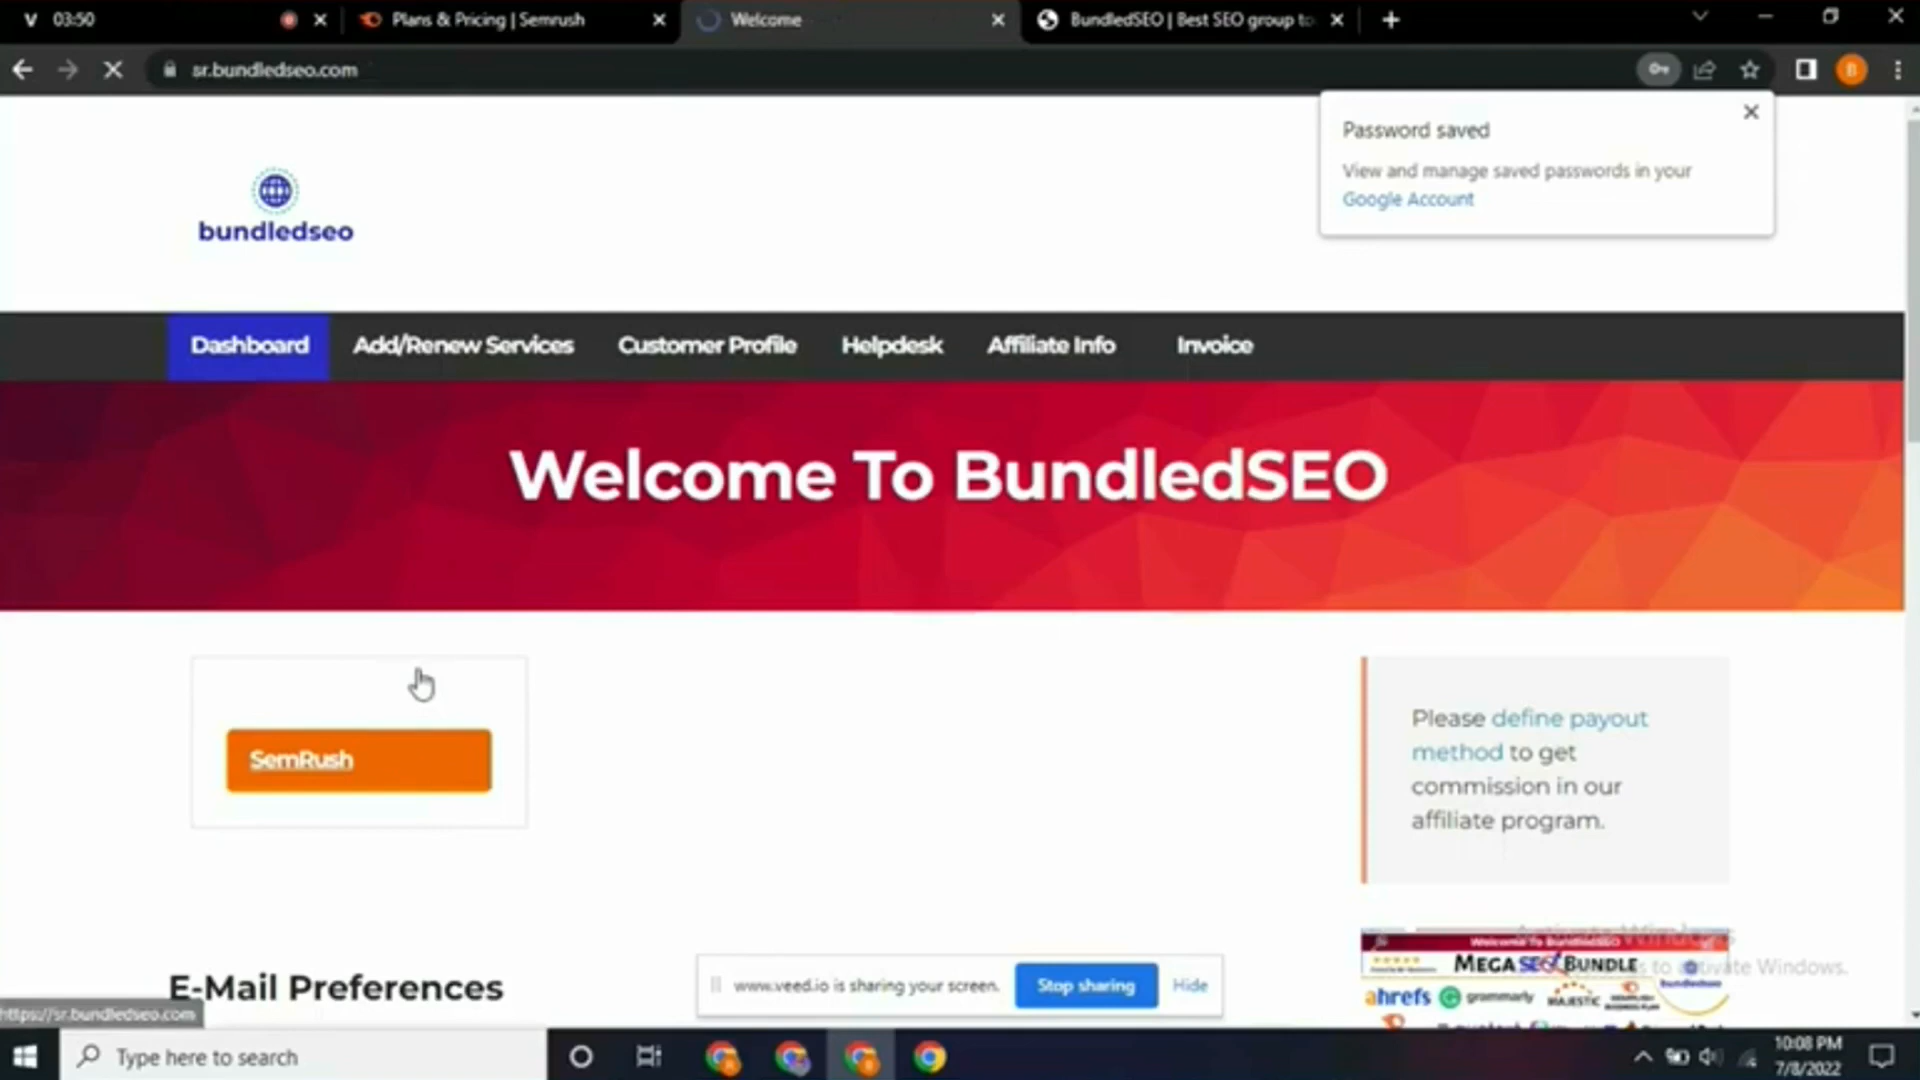 V 03:50
Plans & Pricing | Semrush
Welcome
BundledSEO | Best SEO group to
sr.bundledseo.com
B
Password saved
View and manage saved passwords in your
Google Account
bundledseo
Dashboard
Add/Renew Services
Customer Profile
Helpdesk
Affiliate Info
Invoice
Welcome To BundledSEO
SemRush
Please define payout
method to get
commission in our
affiliate program.
Welcome To BundledSEO
MEGA SEO BUNDLE
bundledseo
ahrefs
grammarly
MAJESTIC
E-Mail Preferences
www.veed.io is sharing your screen.
Stop sharing
Hide
https://sr.bundledseo.com
Type here to search
10:08 PM
7/8/2022